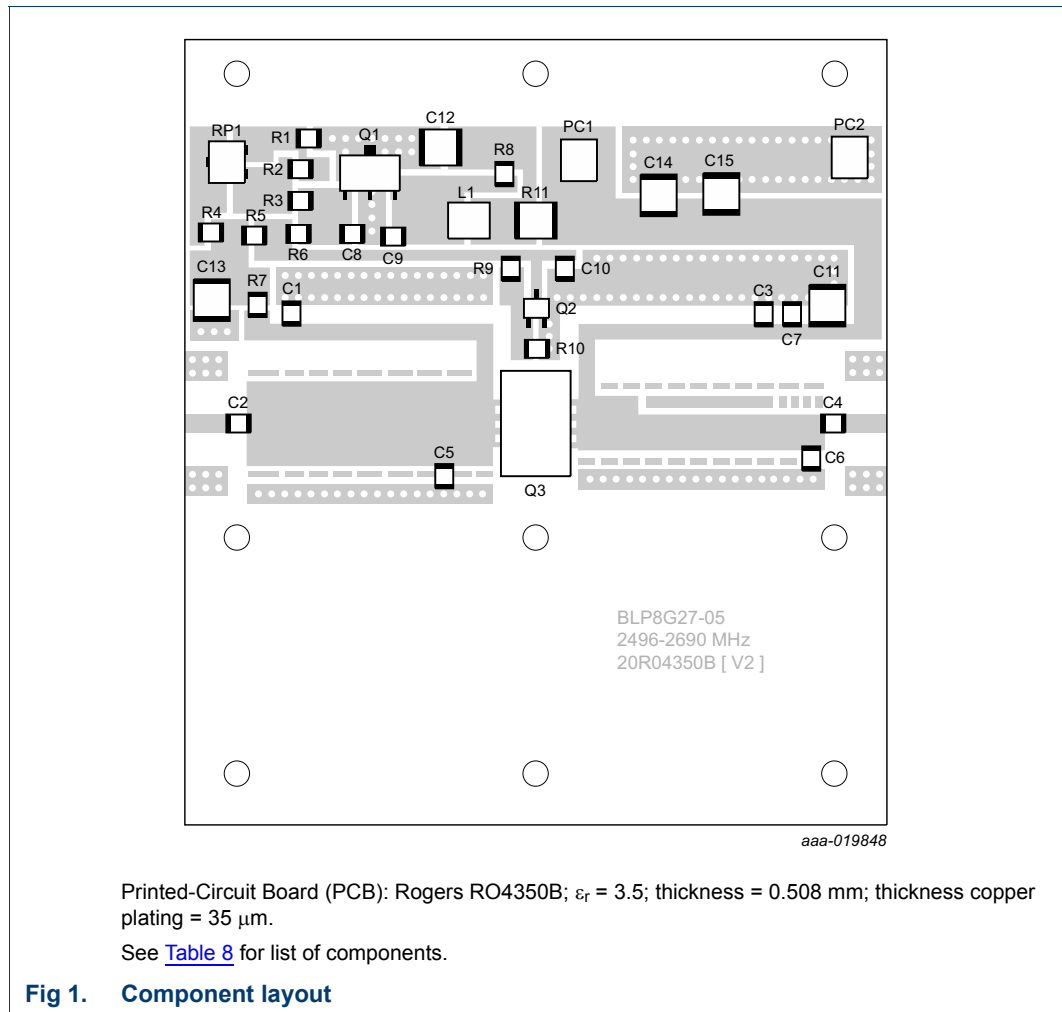 C12
RP1
R1
Q1
PC1
PC2
R8
C14
C15
R2
L1
R11
R3
R4
R5
R6
C8
C9
C13
R9
C10
R7
C1
C3
C11
Q2
C7
R10
C2
C4
C5
C6
Q3
BLP8G27-05
2496-2690 MHz
20R04350B [ V2 ]
aaa-019848
Printed-Circuit Board (PCB): Rogers RO4350B; εr = 3.5; thickness = 0.508 mm; thickness copper
plating = 35 μm.
See Table 8 for list of components.
Fig 1. Component layout